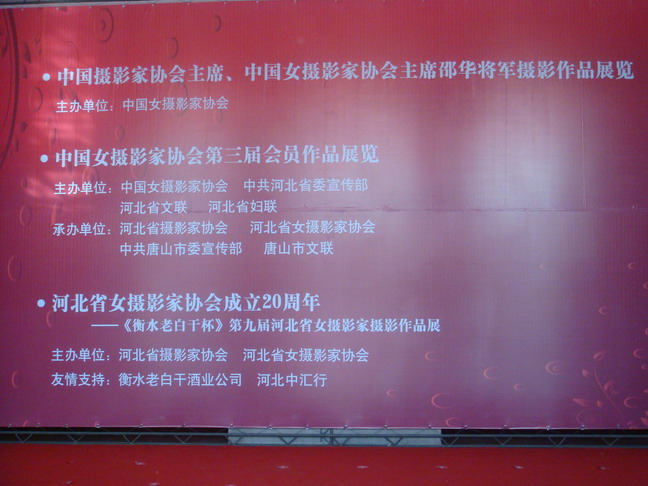 • 中国摄影家协会主席、中国女摄影家协会主席邵华将军摄影作品展览
主办单位：中国女摄影家协会
• 中国女摄影家协会第三届会员作品展览
主办单位：中国女摄影家协会 中共河北省委宣传部
河北省文联 河北省妇联
承办单位：河北省摄影家协会 河北省女摄影家协会
中共唐山市委宣传部 唐山市文联
• 河北省女摄影家协会成立20周年
——《衡水老白干杯》第九届河北省女摄影家摄影作品展
主办单位：河北省摄影家协会 河北省女摄影家协会
友情支持：衡水老白干酒业公司 河北中汇行